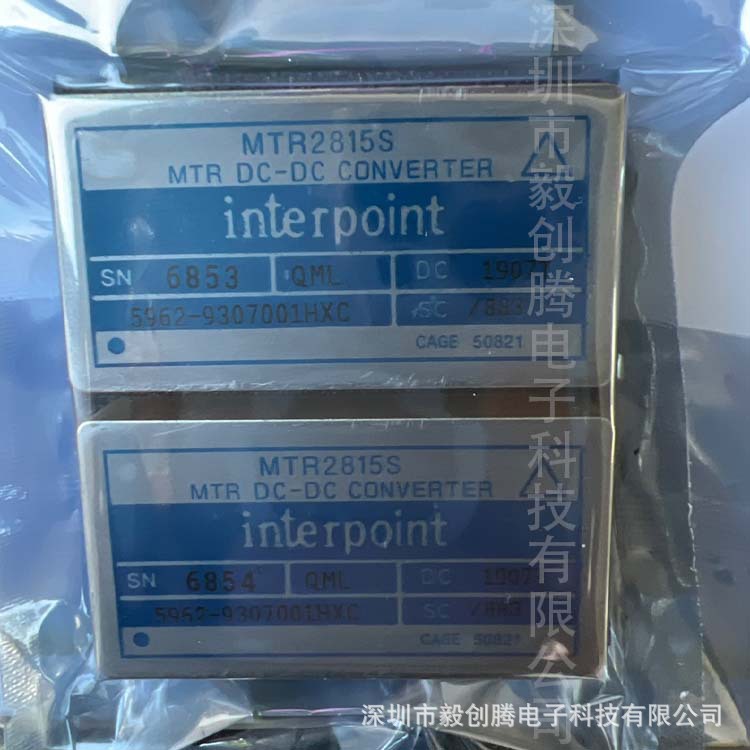 MTR2815S
MTR DC-DC CONVERTER
interpoint
SN 6853 QML DC 1907T
5962-9307001HXC SC /883
CAGE 50821
MTR2815S
MTR DC-DC CONVERTER
interpoint
SN 6854 QML DC 1907
5962-9307001HXC SC /883
CAGE 50821
深圳市毅创腾电子科技有限公司
深圳市毅创腾电子科技有限公司